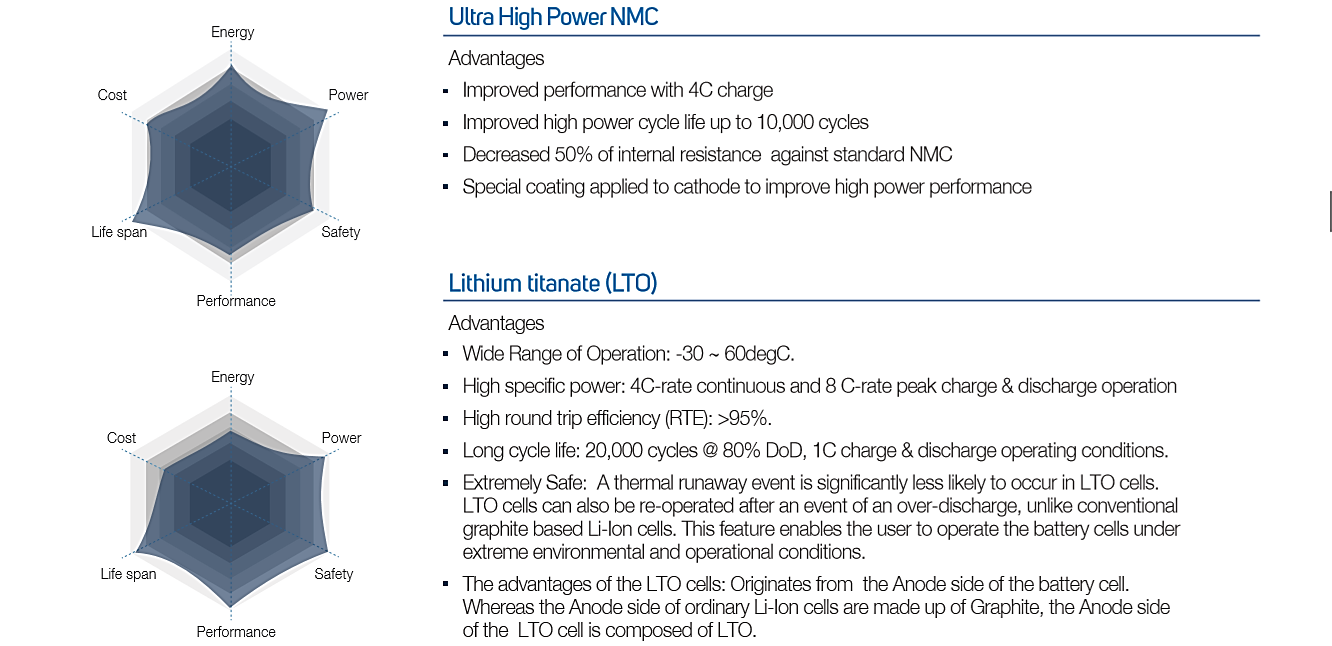 Energy
Cost
Power
Life span
Safety
Performance
Ultra High Power NMC
Advantages
▪ Improved performance with 4C charge
▪ Improved high power cycle life up to 10,000 cycles
▪ Decreased 50% of internal resistance  against standard NMC
▪ Special coating applied to cathode to improve high power performance
Energy
Cost
Power
Life span
Safety
Performance
Lithium titanate (LTO)
Advantages
▪ Wide Range of Operation: -30 ~ 60degC.
▪ High specific power: 4C-rate continuous and 8 C-rate peak charge & discharge operation
▪ High round trip efficiency (RTE): >95%.
▪ Long cycle life: 20,000 cycles @ 80% DoD, 1C charge & discharge operating conditions.
▪ Extremely Safe:  A thermal runaway event is significantly less likely to occur in LTO cells.
LTO cells can also be re-operated after an event of an over-discharge, unlike conventional
graphite based Li-Ion cells. This feature enables the user to operate the battery cells under
extreme environmental and operational conditions.
▪ The advantages of the LTO cells: Originates from  the Anode side of the battery cell.
Whereas the Anode side of ordinary Li-Ion cells are made up of Graphite, the Anode side
of the  LTO cell is composed of LTO.